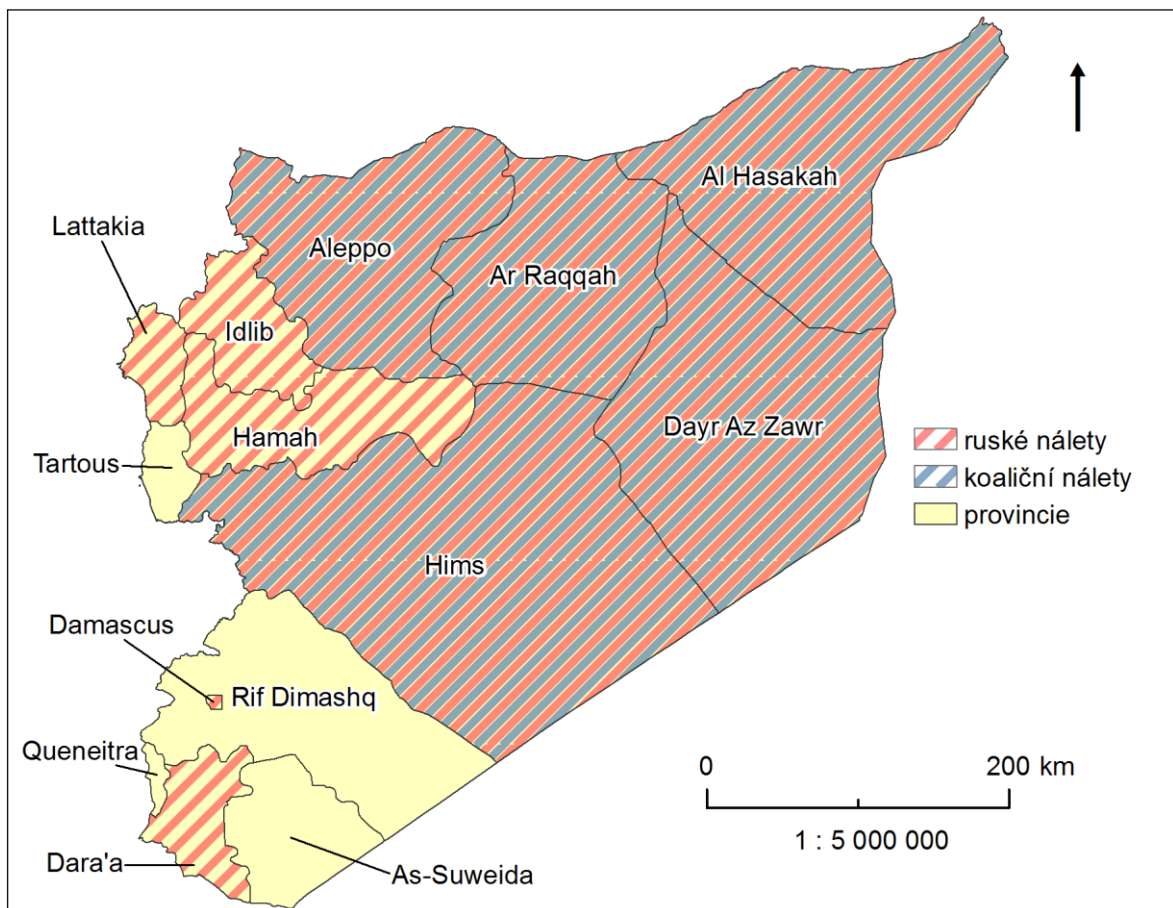 Al Hasakah
Lattakia
Aleppo
Ar Raqqah
Idlib
Dayr Az Zawr
Hamah
Tartous
ruské nálety
koaliční nálety
provincie
Hims
Damascus
Rif Dimashq
Queneitra
0 200 km
1 : 5 000 000
Dara'a
As-Suweida